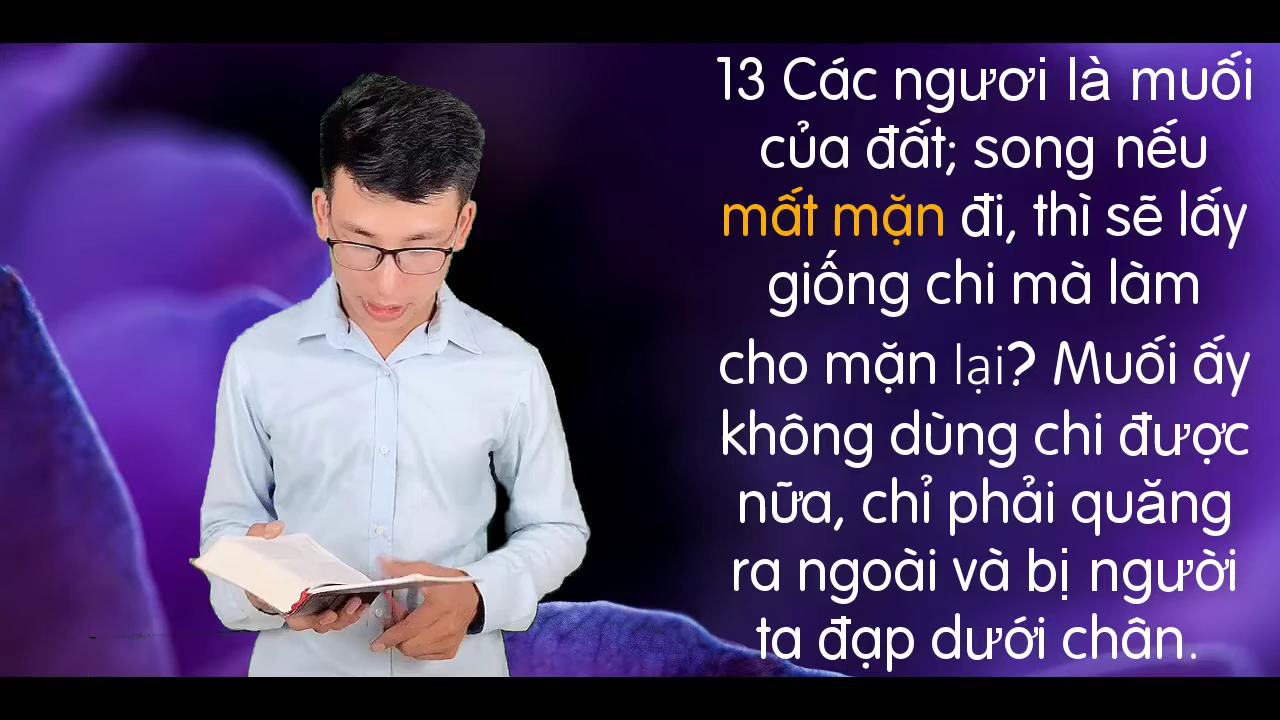 13 Các ngươi là muối
của đất; song nếu
mất mặn đi, thì sẽ lấy
giống chi mà làm
cho mặn lại? Muối ấy
không dùng chi được
nữa, chỉ phải quăng
ra ngoài và bị người
ta đạp dưới chân.